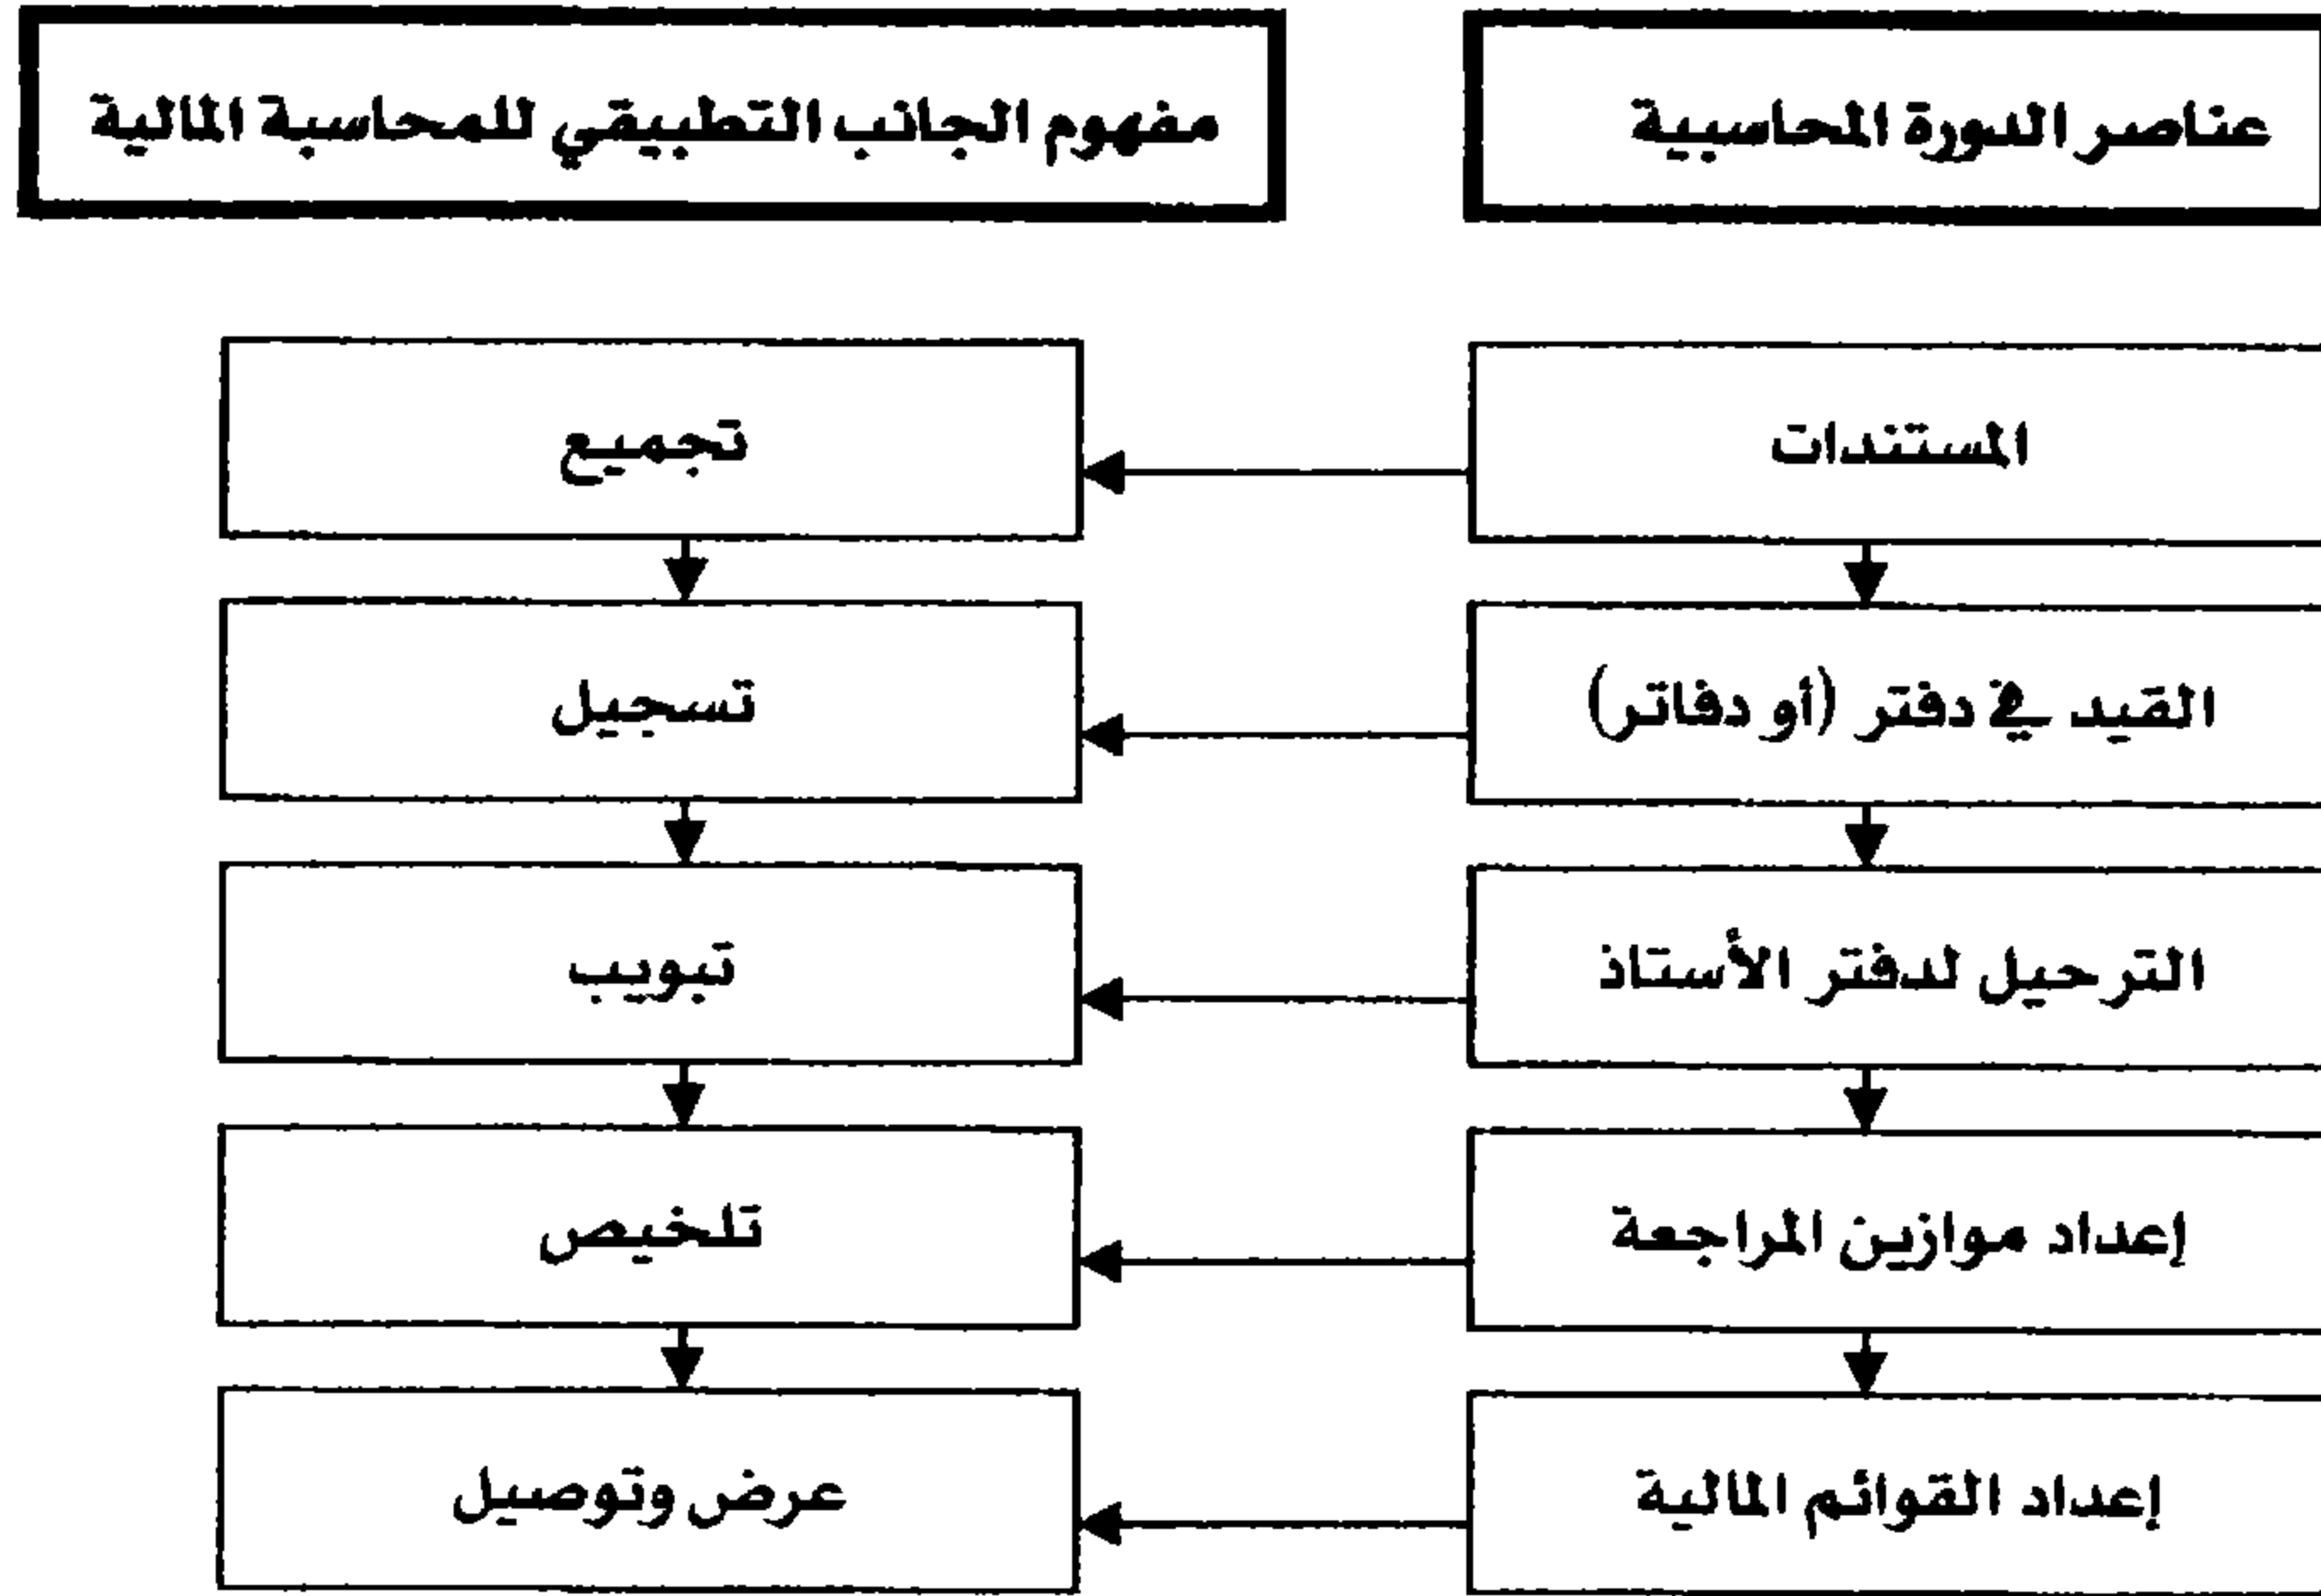 عناصر الدورة المحاسبية
مفهوم الجانب التطبيقي للمحاسبة المالية
المستندات
تجميع
القيد في دفتر (أو دفاتر)
تسجيل
الترحيل لدفتر الأستاذ
تبويب
إعداد موازين المراجعة
تلخيص
إعداد القوائم المالية
عرض وتوصيل